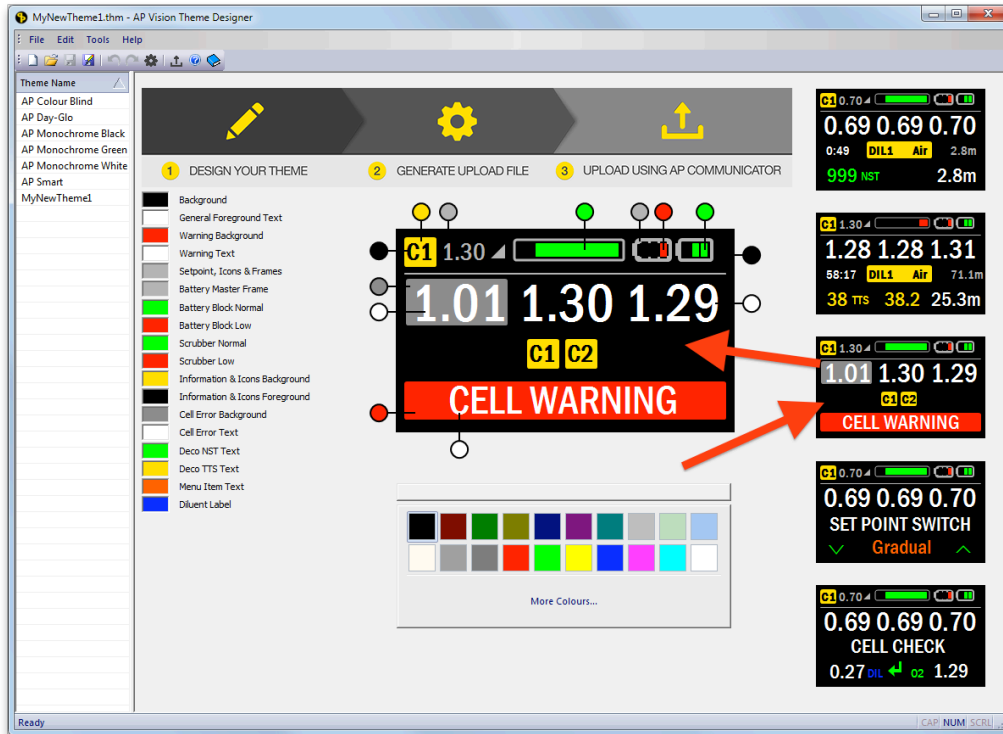 MyNewTheme1.thm - AP Vision Theme Designer
File Edit Tools Help
Theme Name
AP Colour Blind
AP Day-Glo
AP Monochrome Black
AP Monochrome Green
AP Monochrome White
AP Smart
MyNewTheme1
1 DESIGN YOUR THEME
2 GENERATE UPLOAD FILE
3 UPLOAD USING AP COMMUNICATOR
Background
General Foreground Text
Warning Background
Warning Text
Setpoint, Icons & Frames
Battery Master Frame
Battery Block Normal
Battery Block Low
Scrubber Normal
Scrubber Low
Information & Icons Background
Information & Icons Foreground
Cell Error Background
Cell Error Text
Deco NST Text
Deco TTS Text
Menu Item Text
Diluent Label
C1 1.30
1.01 1.30 1.29
C1 C2
CELL WARNING
More Colours...
C1 0.70
0.69 0.69 0.70
0:49 DIL1 Air 2.8m
999 NST 2.8m
C1 1.30
1.28 1.28 1.31
58:17 DIL1 Air 71.1m
38 TTS 38.2 25.3m
C1 1.30
1.01 1.30 1.29
C1 C2
CELL WARNING
C1 0.70
0.69 0.69 0.70
SET POINT SWITCH
Gradual
C1 0.70
0.69 0.69 0.70
CELL CHECK
0.27 DIL O2 1.29
Ready
CAP NUM SCRL